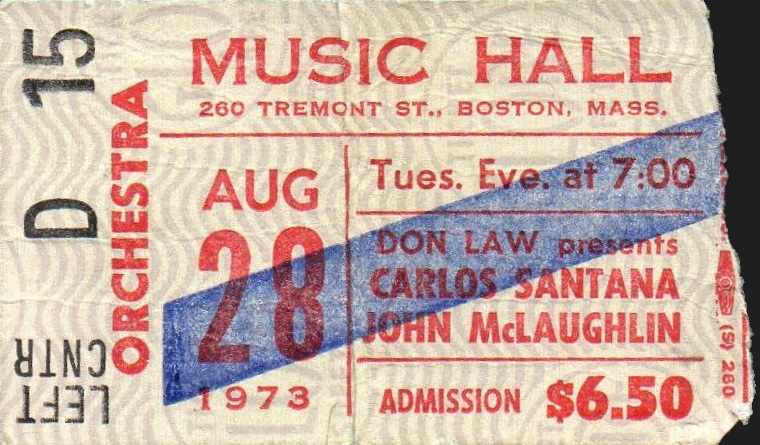 MUSIC HALL
260 TREMONT ST., BOSTON, MASS.
LEFT
CNTR
D
15
ORCHESTRA
AUG
28
1973
Tues. Eve. at 7:00
DON LAW presents
CARLOS SANTANA
JOHN McLAUGHLIN
ADMISSION $6.50
(S) 260